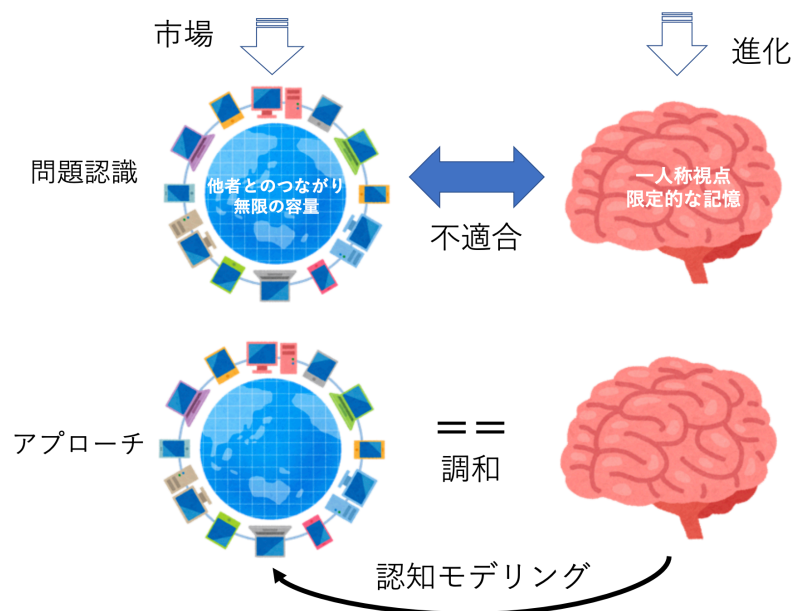 市場
進化
問題認識
他者とのつながり
無限の容量
一人称視点
限定的な記憶
不適合
アプローチ
==
調和
認知モデリング